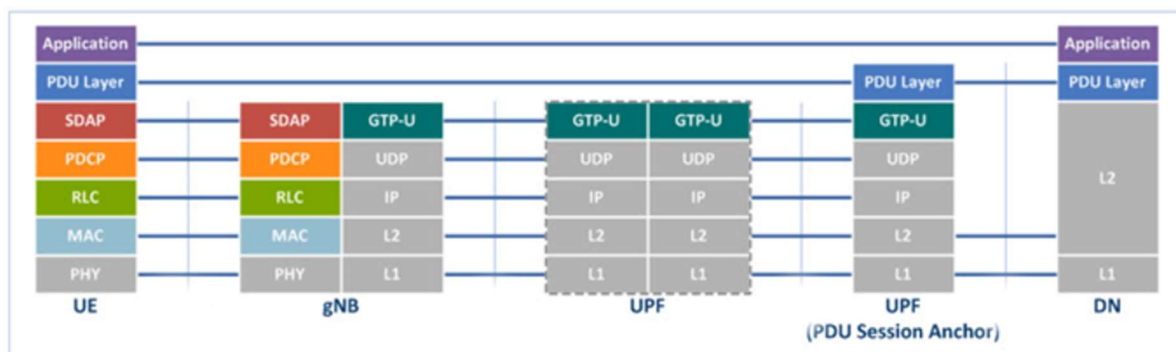 Application Application
PDU Layer PDU Layer PDU Layer
SDAP SDAP GTP-U GTP-U GTP-U GTP-U
PDCP PDCP UDP UDP UDP UDP
RLC RLC IP IP IP IP L2
MAC MAC L2 L2 L2 L2
PHY PHY L1 L1 L1 L1 L1
UE gNB UPF UPF DN
(PDU Session Anchor)